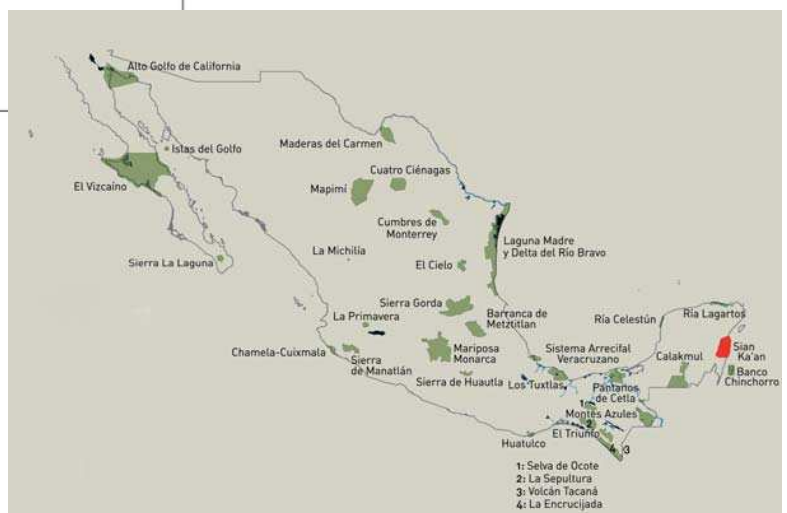 Alto Golfo de California
Islas del Golfo
El Vizcaíno
Sierra La Laguna
Maderas del Carmen
Cuatro Ciénagas
Mapimí
Cumbres de
Monterrey
La Michilía
El Cielo
Laguna Madre
y Delta del Río Bravo
Sierra Gorda
La Primavera
Barranca de
Metztitlan
Chamela-Cuixmala
Sierra
de Manatlán
Mariposa
Monarca
Sierra de Huautla
Sistema Arrecifal
Veracruzano
Los Tuxtlas
Ría Celestún
Ría Lagartos
Sian
Ka'an
Calakmul
Banco
Chinchorro
Pantanos
de Cetla
1
Montes Azules
2
El Triunfo
Huatulco
4
3
1: Selva de Ocote
2: La Sepultura
3: Volcán Tacaná
4: La Encrucijada